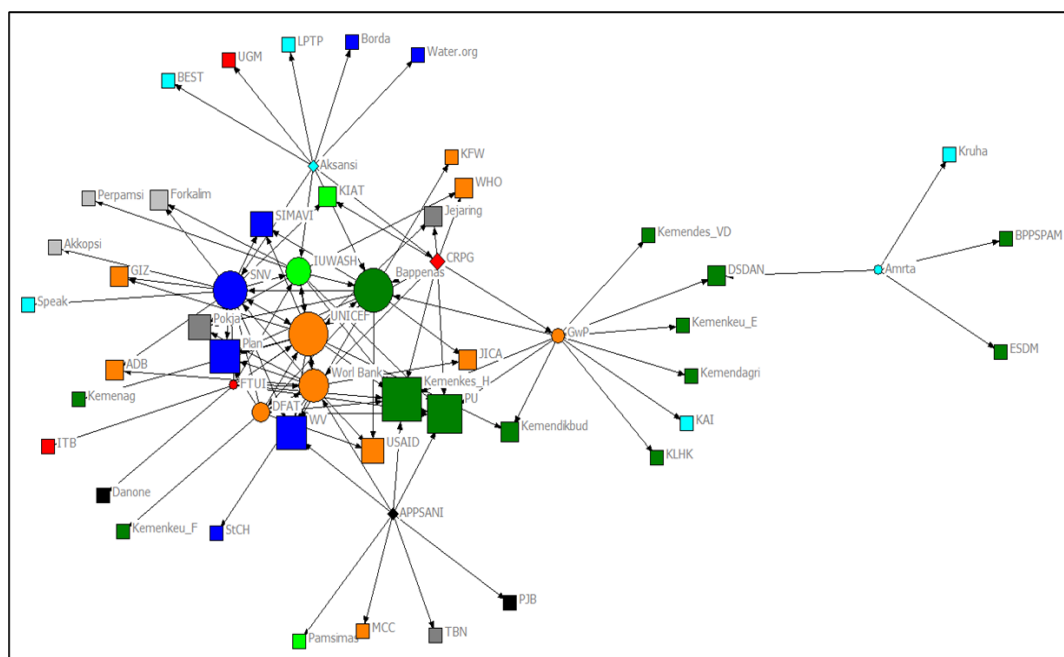 LPTP
Borda
UGM
Water.org
BEST
Aksansi
KFW
Kruha
WHO
KIAT
Perpamsi
Forkalim
Jejaring
SIMAVI
Kemendes_VD
BPPSPAM
Akkopsi
IUWASH
CRPG
GIZ
SNV
Bappenas
DSDAN
Amrta
Speak
Pokja
UNICEF
GwP
Kemenkeu_E
Plan
ESDM
ADB
Worl Bank
JICA
Kemendagri
FTUI
Kemenkes_H
Kemenag
DFAT
PU
WV
Kemendikbud
KAI
ITB
USAID
KLHK
Danone
APPSANI
Kemenkeu_F
StCH
PJB
Pamsimas
MCC
TBN